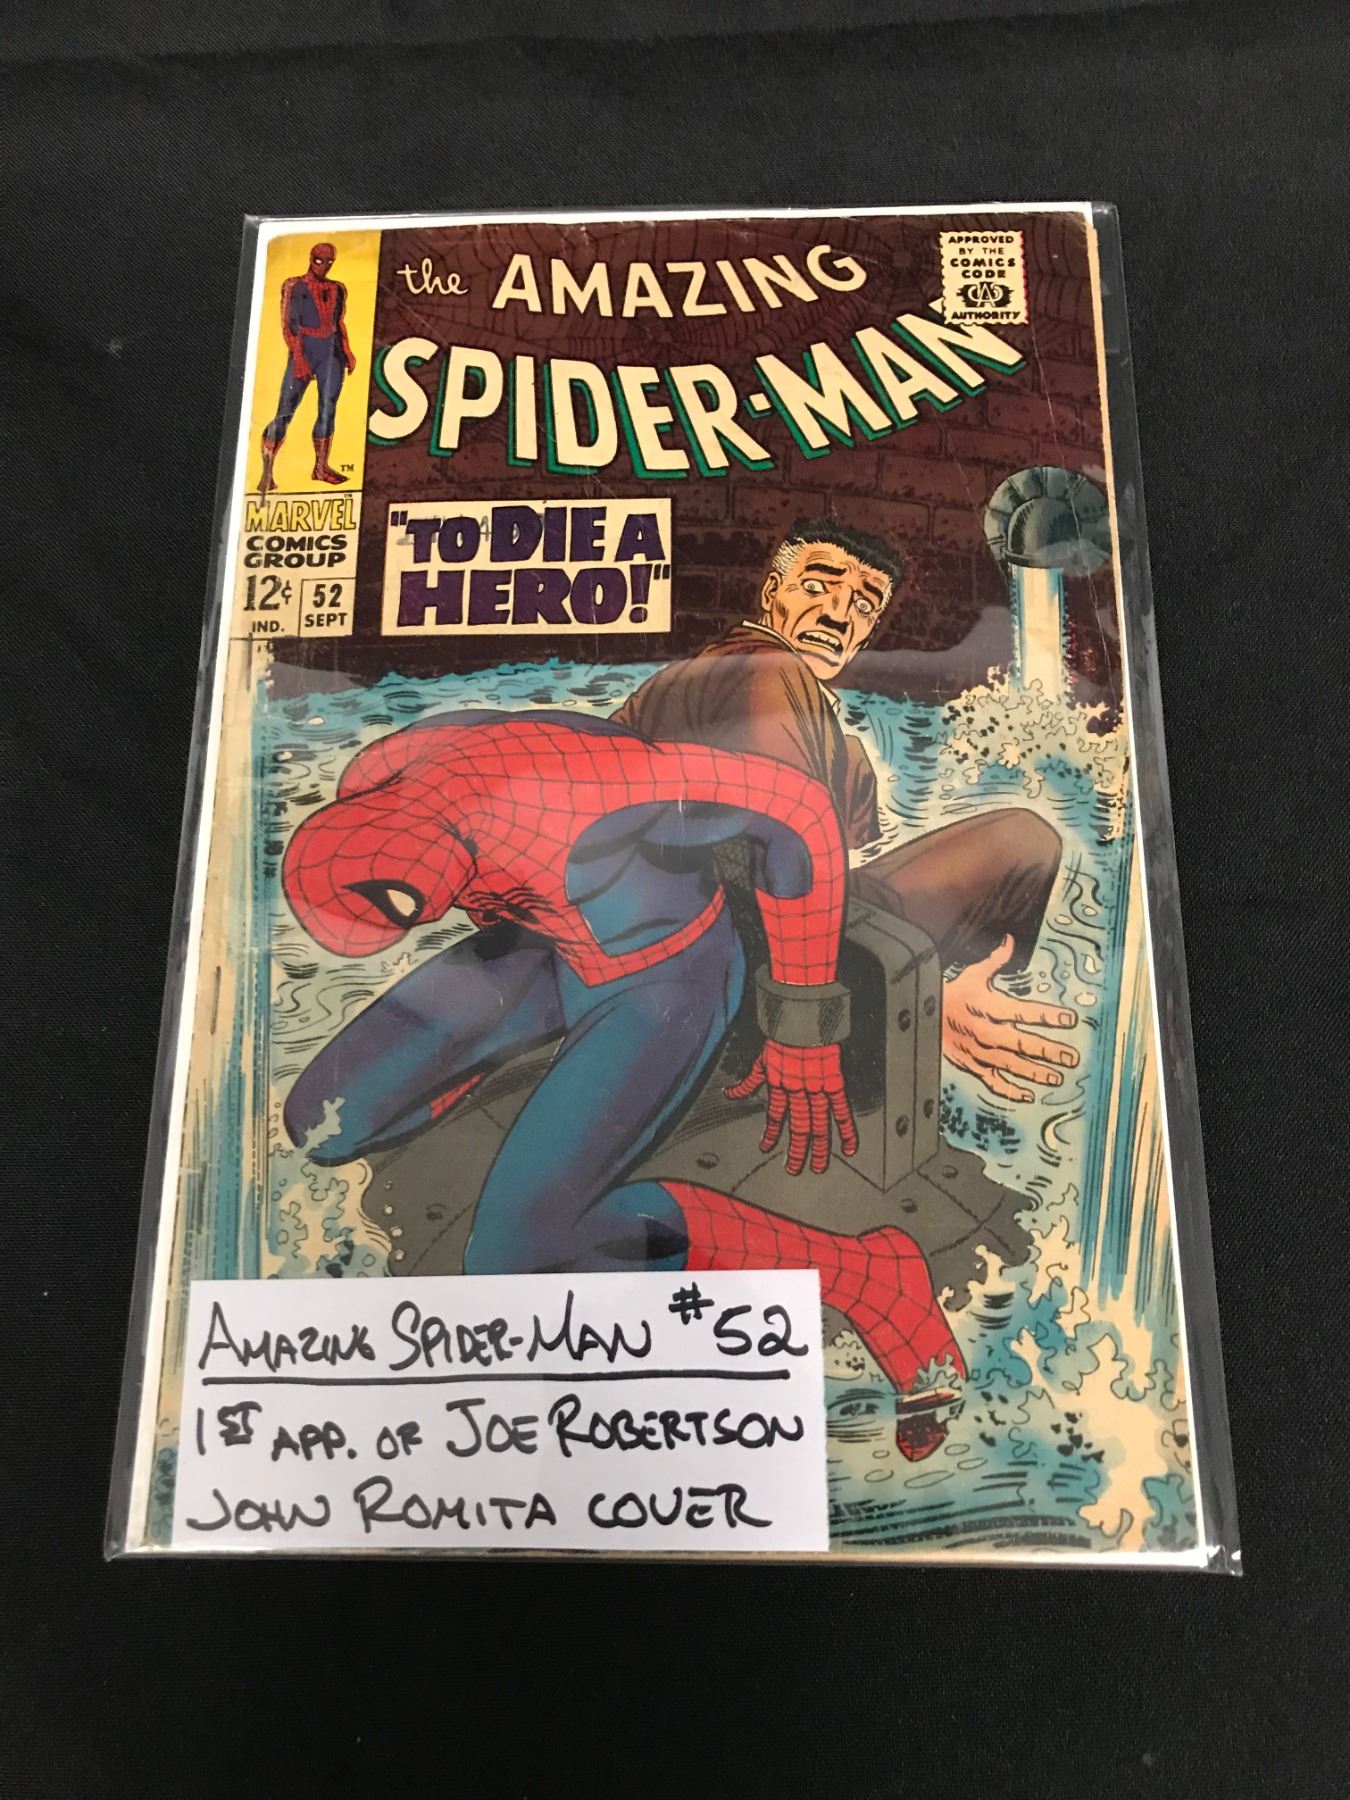 the AMAZING
SPIDER-MAN
APPROVED
BY THE
COMICS
CODE
CA
AUTHORITY
TM
MARVEL
COMICS
GROUP
12¢
IND.
52
SEPT
"TO DIE A
HERO!"
AMAZING SPIDER-MAN #52
1ST APP. OF JOE ROBERTSON
JOHN ROMITA COVER